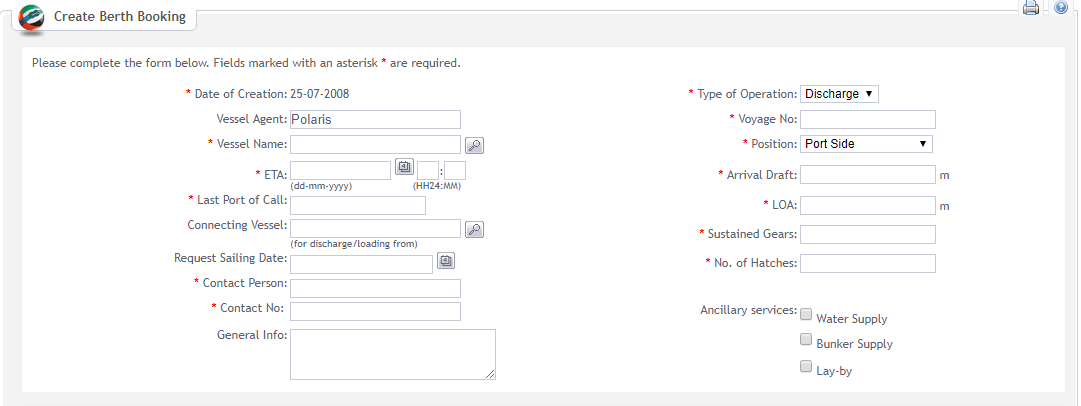 Create Berth Booking
Please complete the form below. Fields marked with an asterisk * are required.
* Date of Creation: 25-07-2008
Vessel Agent: Polaris
* Vessel Name:
* ETA: :
(dd-mm-yyyy) (HH24:MM)
* Last Port of Call:
Connecting Vessel:
(for discharge/loading from)
Request Sailing Date:
* Contact Person:
* Contact No:
General Info:
* Type of Operation: Discharge
* Voyage No:
* Position: Port Side
* Arrival Draft: m
* LOA: m
* Sustained Gears:
* No. of Hatches:
Ancillary services: Water Supply
Bunker Supply
Lay-by